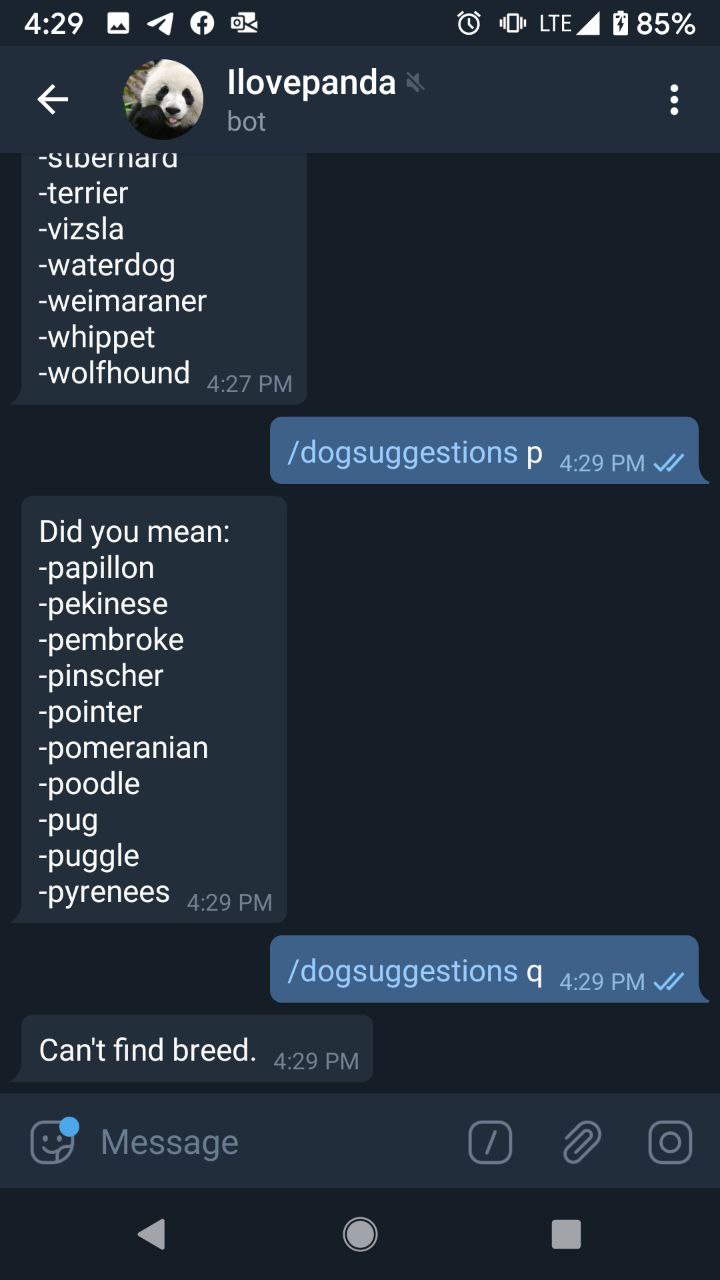 4:29
LTE
85%
Ilovepanda
bot
-stbernard
-terrier
-vizsla
-waterdog
-weimaraner
-whippet
-wolfhound 4:27 PM
/dogsuggestions p 4:29 PM
Did you mean:
-papillon
-pekinese
-pembroke
-pinscher
-pointer
-pomeranian
-poodle
-pug
-puggle
-pyrenees 4:29 PM
/dogsuggestions q 4:29 PM
Can't find breed. 4:29 PM
Message